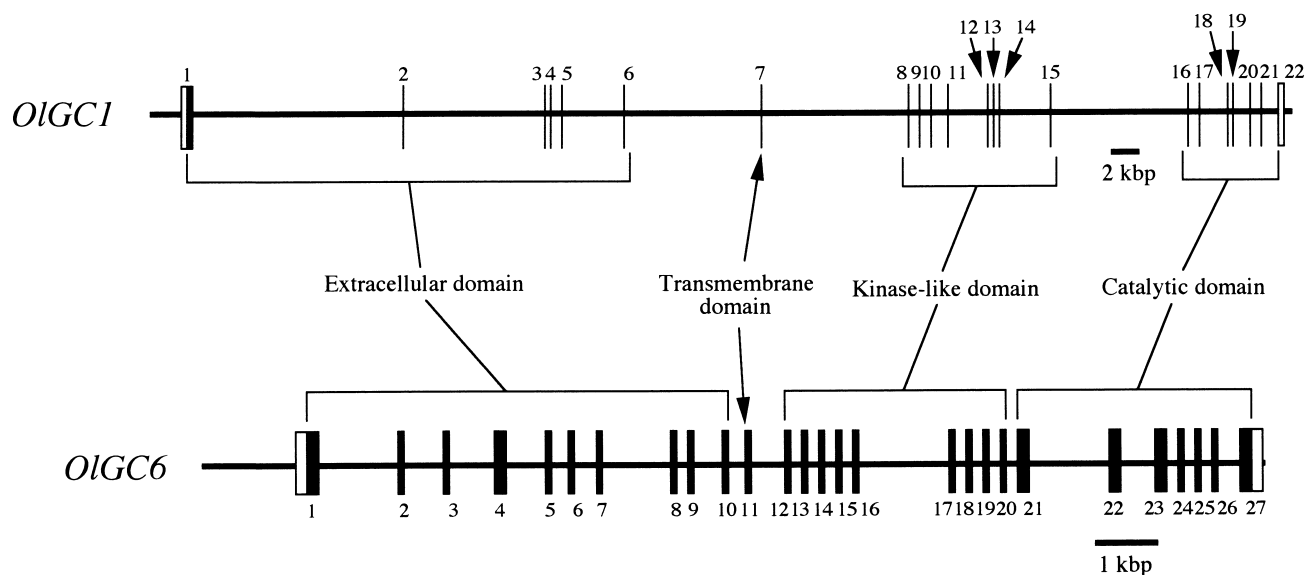 18 19
12 13 14
1 2 3 4 5 6 7 8 9 10 11 15 16 17 20 21 22
OlGC1
2 kbp
Extracellular domain
Transmembrane
domain
Kinase-like domain
Catalytic domain
OlGC6
1 2 3 4 5 6 7 8 9 10 11 12 13 14 15 16 17 18 19 20 21 22 23 24 25 26 27
1 kbp